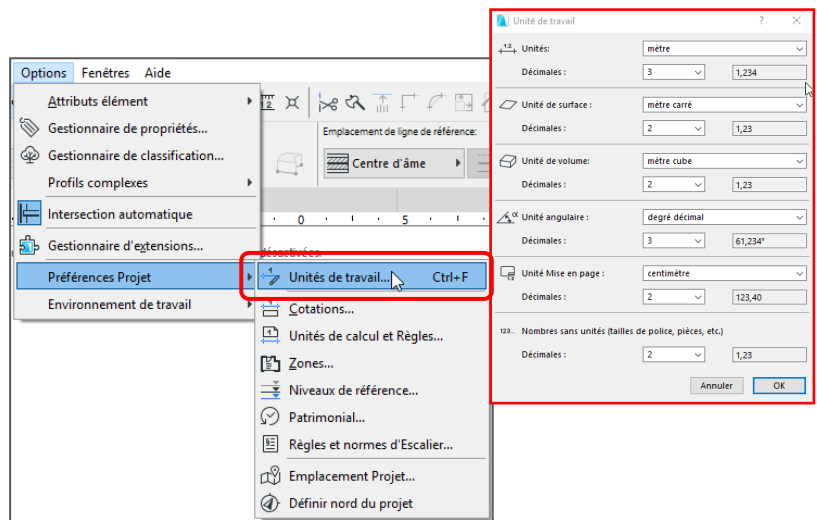 Options Fenêtres Aide
Attributs élément
Gestionnaire de propriétés...
Gestionnaire de classification...
Profils complexes
Intersection automatique
Gestionnaire d'extensions...
Préférences Projet
Environnement de travail
Emplacement de ligne de référence:
Centre d'âme
0 5
désactivées:
Unités de travail... Ctrl+F
Cotations...
Unités de calcul et Règles...
Zones...
Niveaux de référence...
Patrimonial...
Règles et normes d'Escalier...
Emplacement Projet...
Définir nord du projet
Unité de travail ?
1.2 Unités: mètre
Décimales : 3 1,234
Unité de surface : mètre carré
Décimales : 2 1,23
Unité de volume: mètre cube
Décimales : 2 1,23
α Unité angulaire : degré décimal
Décimales : 3 61,234°
Unité Mise en page : centimètre
Décimales : 2 123,40
123... Nombres sans unités (tailles de police, pièces, etc.)
Décimales : 2 1,23
Annuler OK